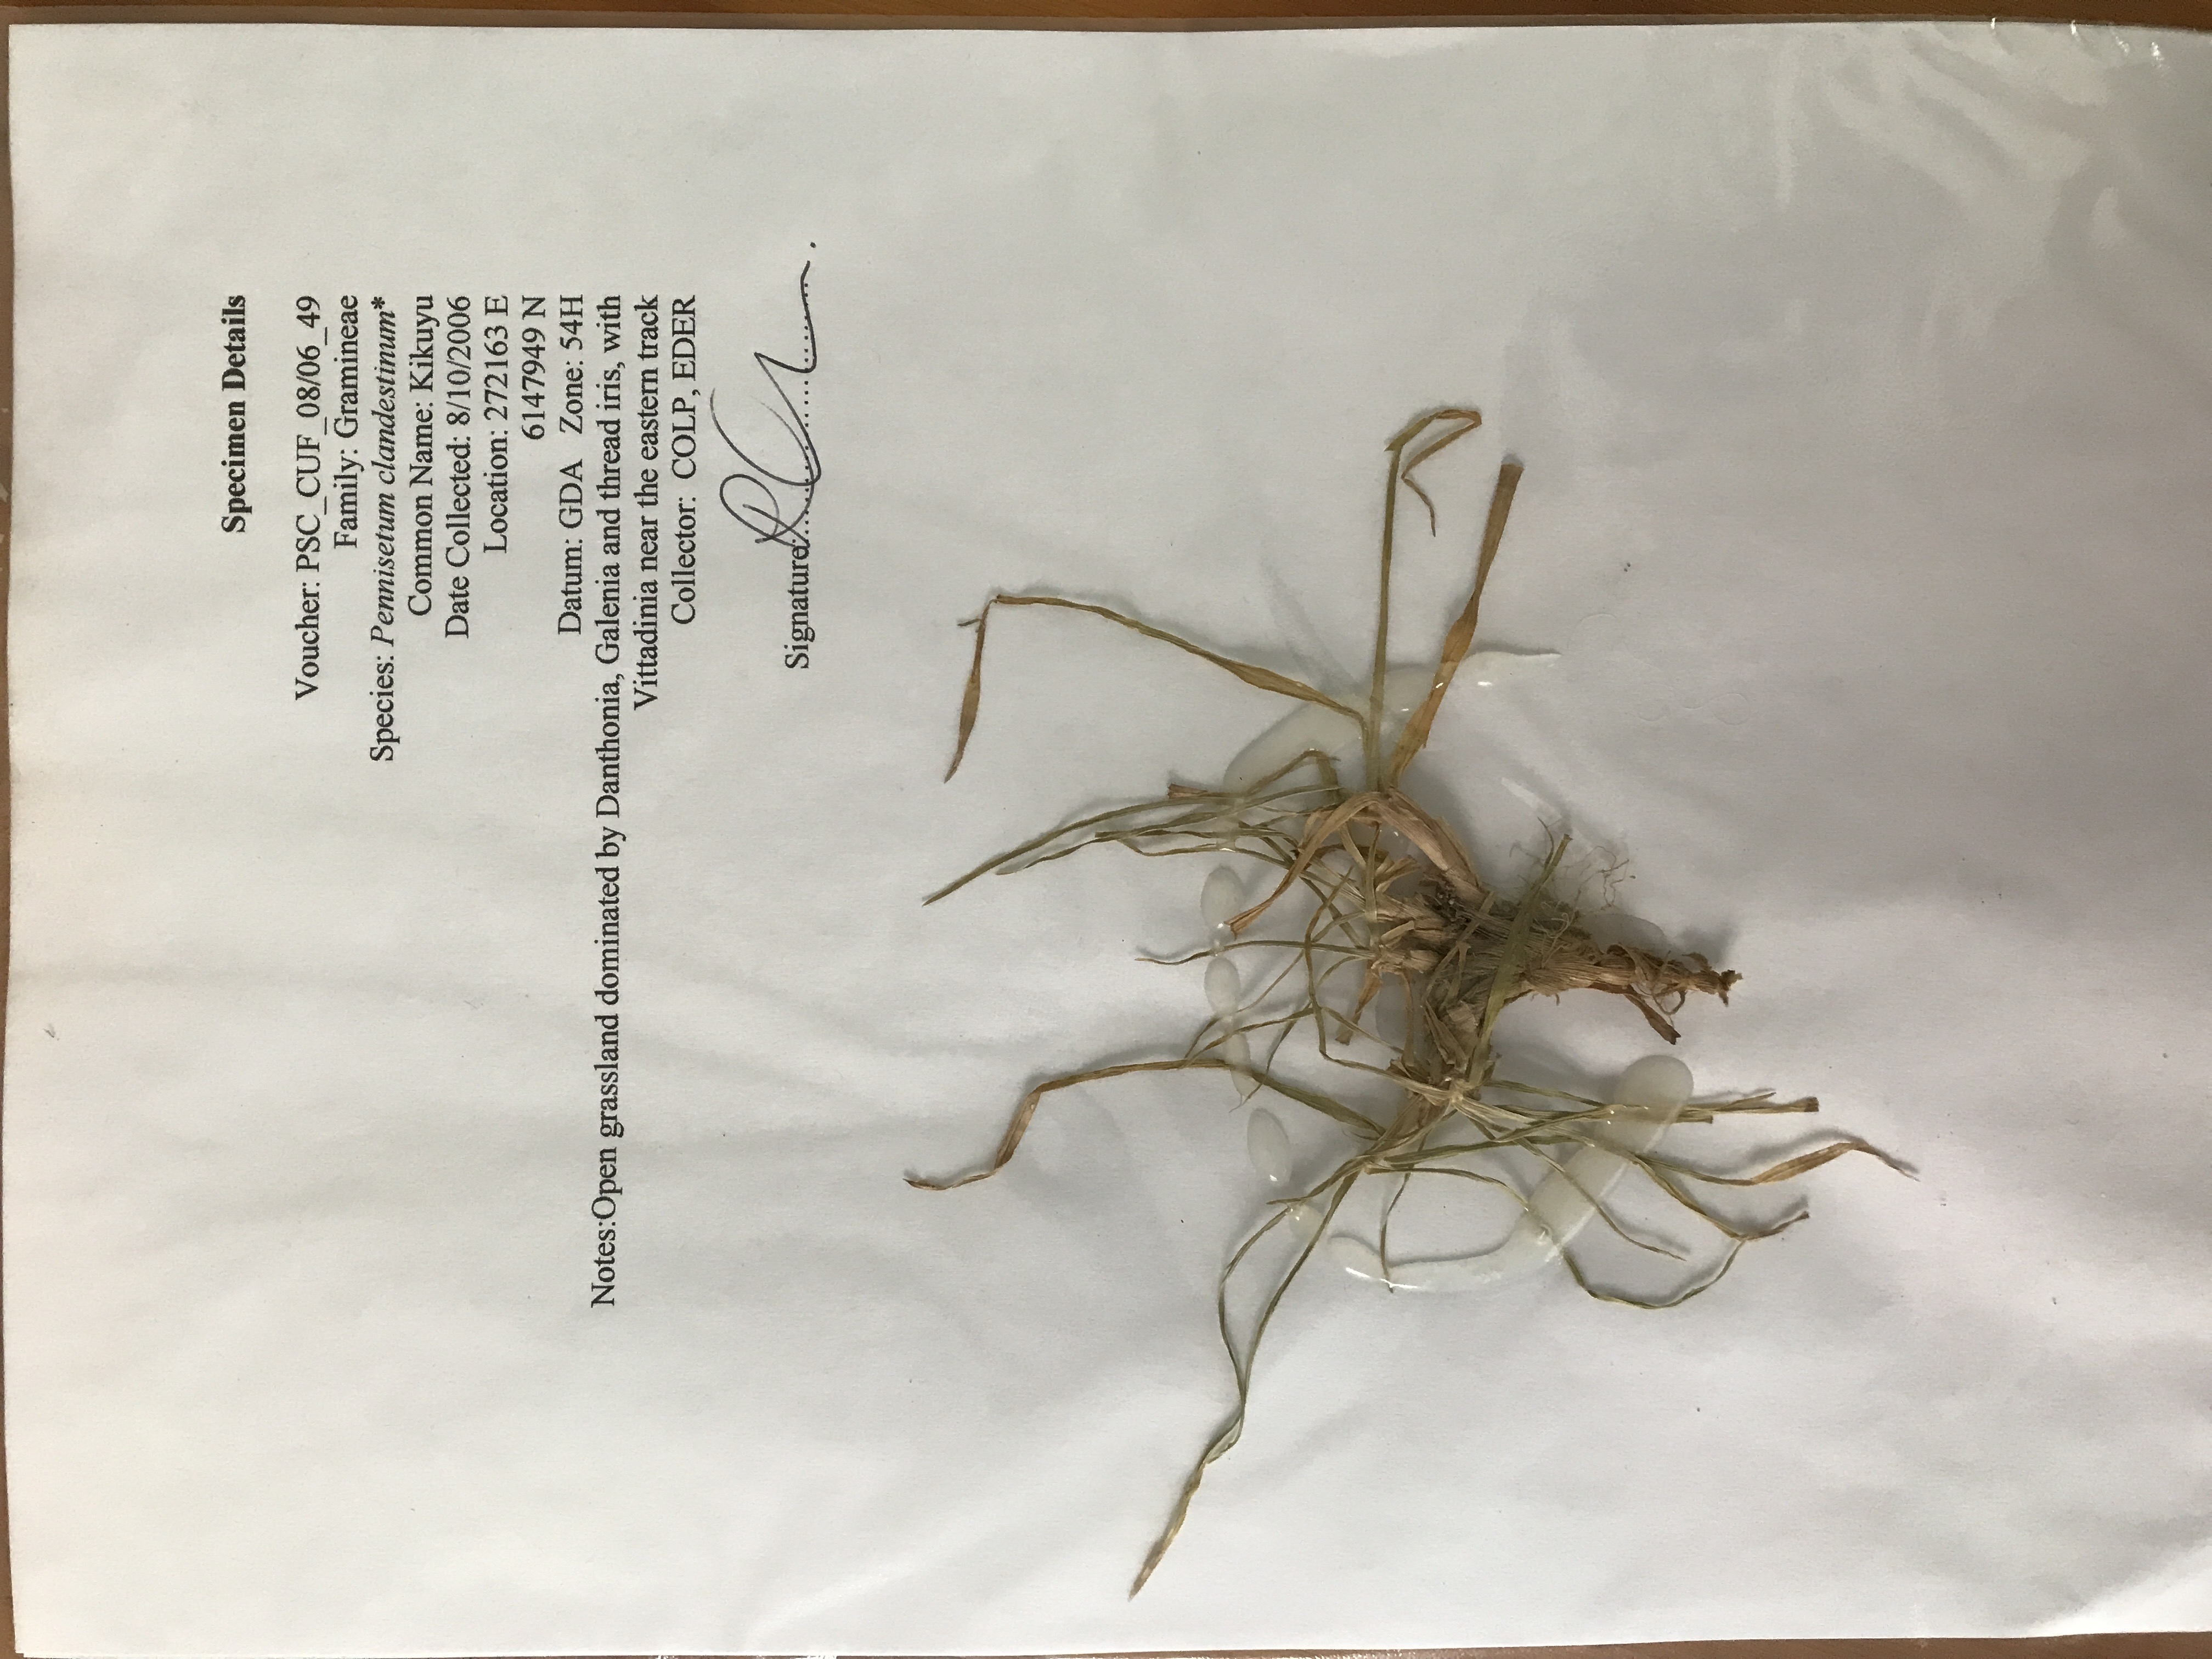 Specimen Details
Voucher: PSC_CUF_08/06_49
Family: Gramineae
Species: Pennisetum clandestinum*
Common Name: Kikuyu
Date Collected: 8/10/2006
Location: 272163 E
6147949 N
Datum: GDA Zone: 54H
Notes:Open grassland dominated by Danthonia, Galenia and thread iris, with
Vittadinia near the eastern track
Collector: COLP, EDER
Signature: